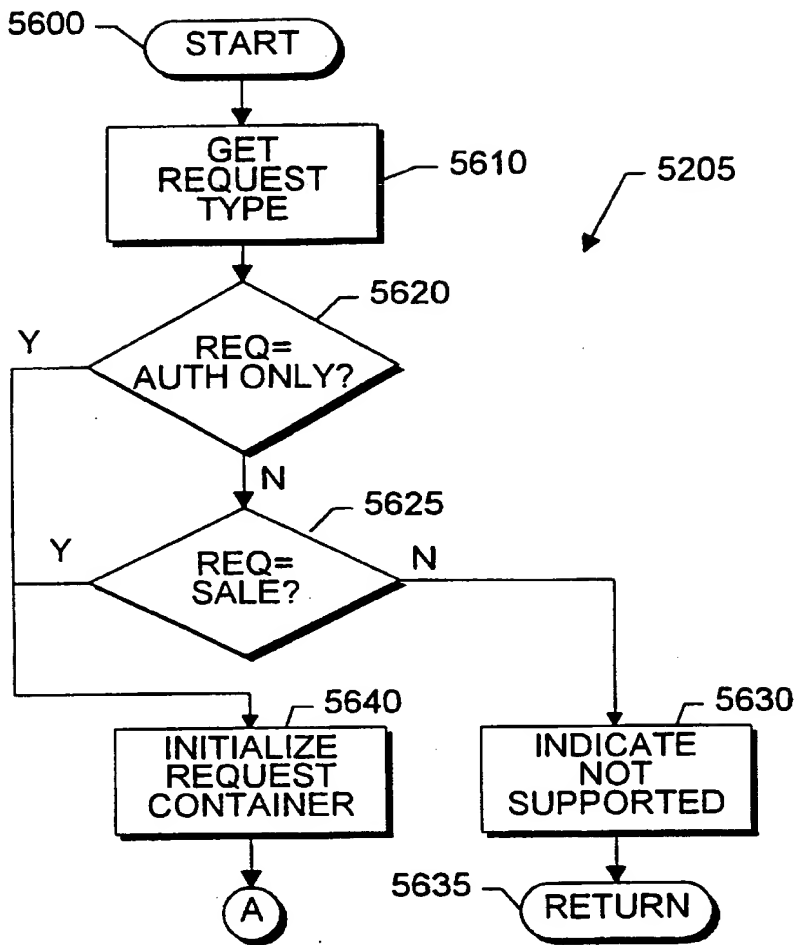 5600
START
GET
REQUEST
TYPE
5610
5205
5620
Y
REQ=
AUTH ONLY?
N
5625
Y
REQ=
SALE?
N
5640
INITIALIZE
REQUEST
CONTAINER
5630
INDICATE
NOT
SUPPORTED
A
5635
RETURN